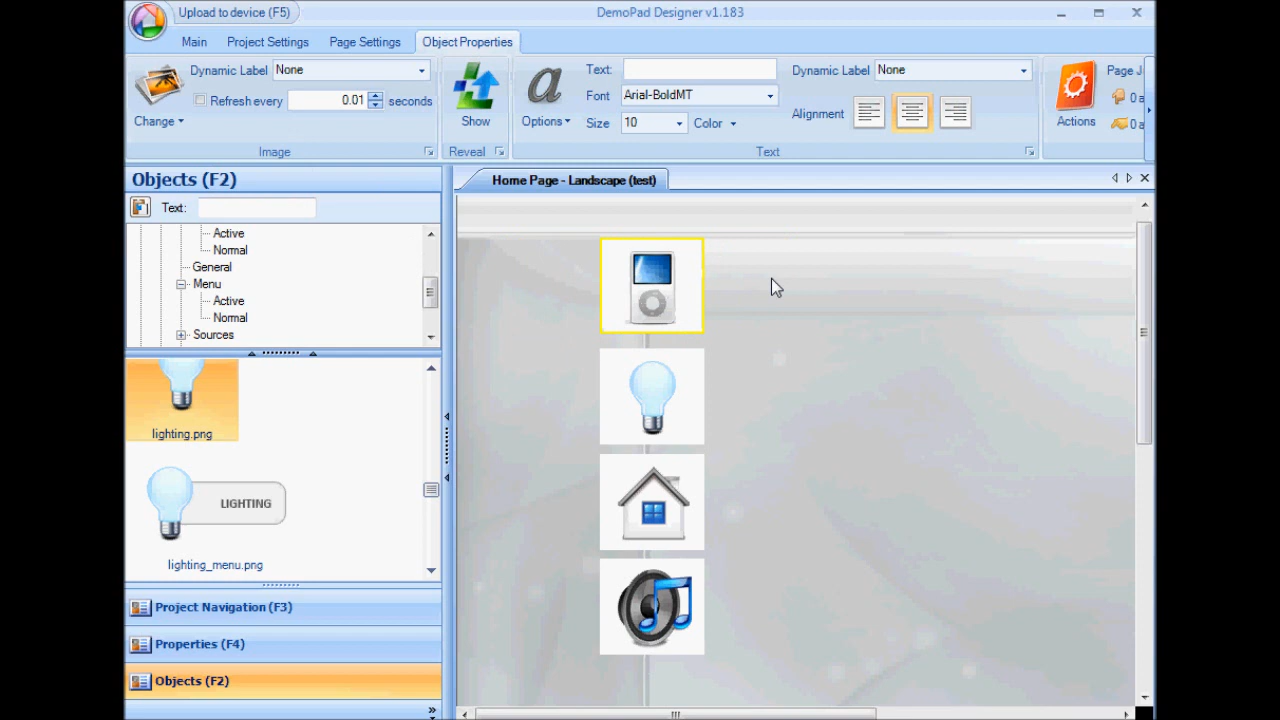 Upload to device (F5)
DemoPad Designer v1.183
Main
Project Settings
Page Settings
Object Properties
Dynamic Label
None
Refresh every
0.01
seconds
Change
Image
Show
Reveal
Options
Text:
Font
Arial-BoldMT
Size
10
Color
Dynamic Label
None
Alignment
Text
Actions
Page J
0 a
0 a
Objects (F2)
Text:
Active
Normal
General
Menu
Active
Normal
Sources
lighting.png
LIGHTING
lighting_menu.png
Project Navigation (F3)
Properties (F4)
Objects (F2)
Home Page - Landscape (test)